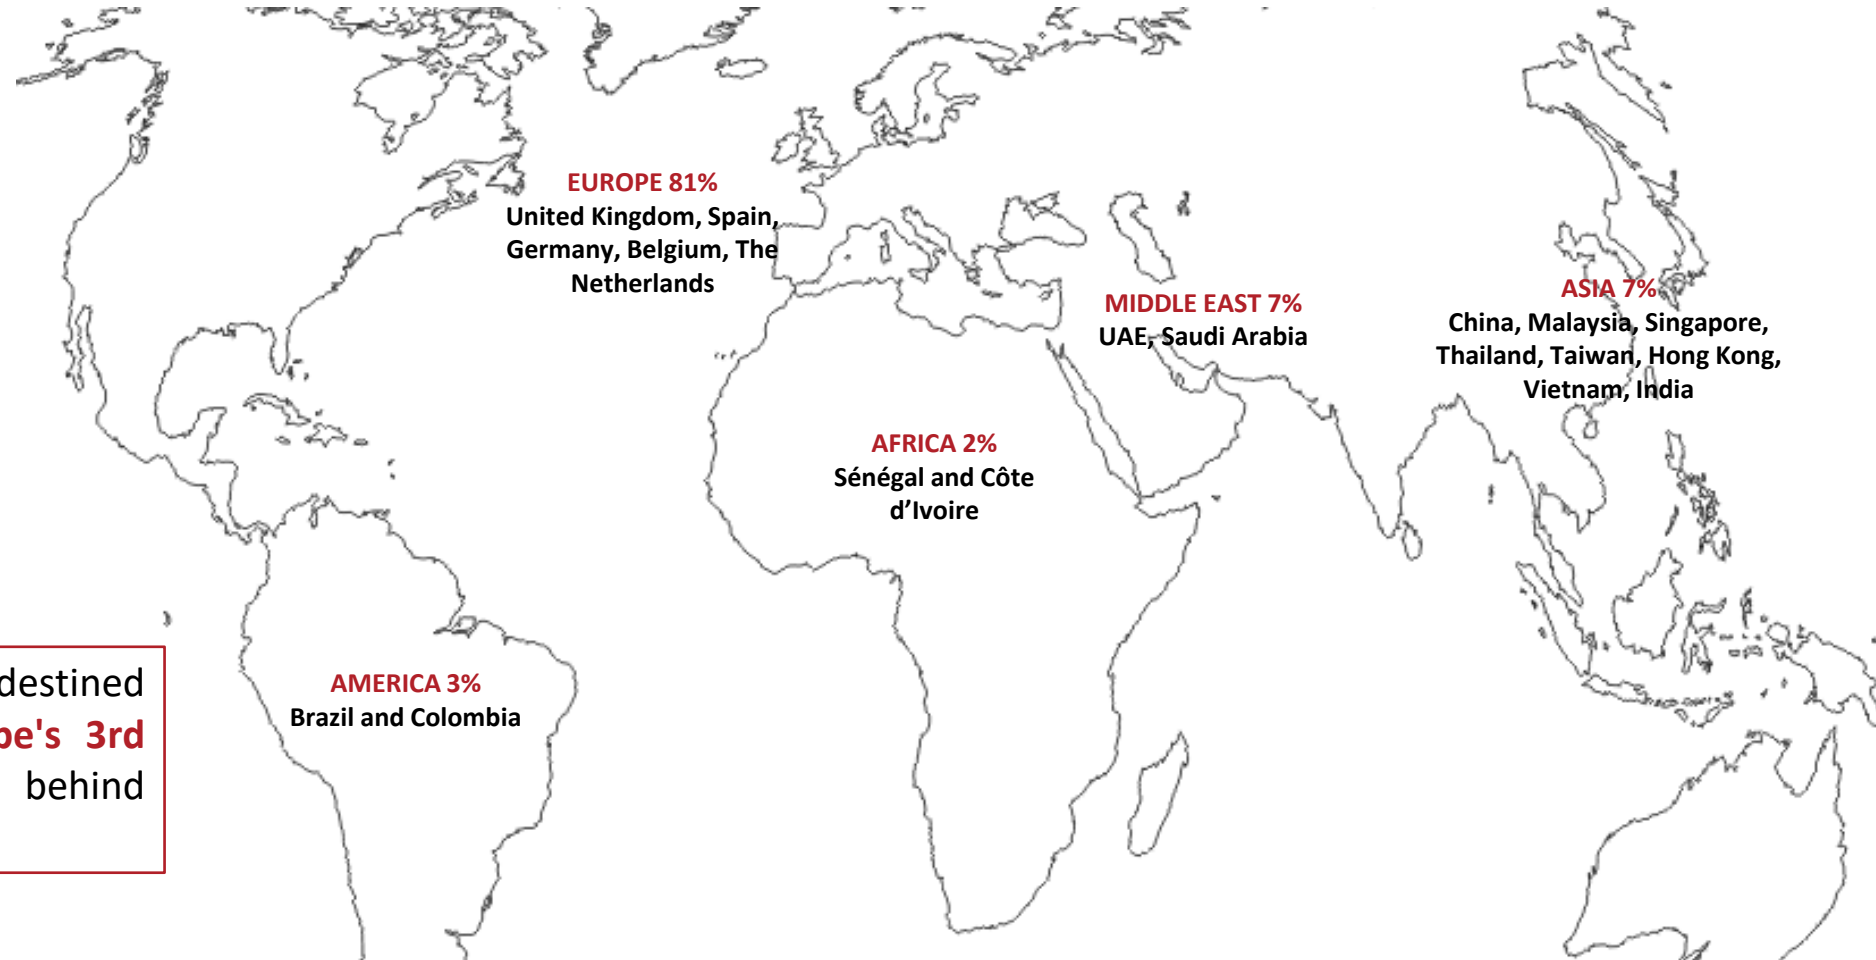 EUROPE 81%
United Kingdom, Spain,
Germany, Belgium, The
Netherlands
MIDDLE EAST 7%
UAE, Saudi Arabia
ASIA 7%
China, Malaysia, Singapore,
Thailand, Taiwan, Hong Kong,
Vietnam, India
AFRICA 2%
Sénégal and Côte
d’Ivoire
AMERICA 3%
Brazil and Colombia
destined
3rd
behind